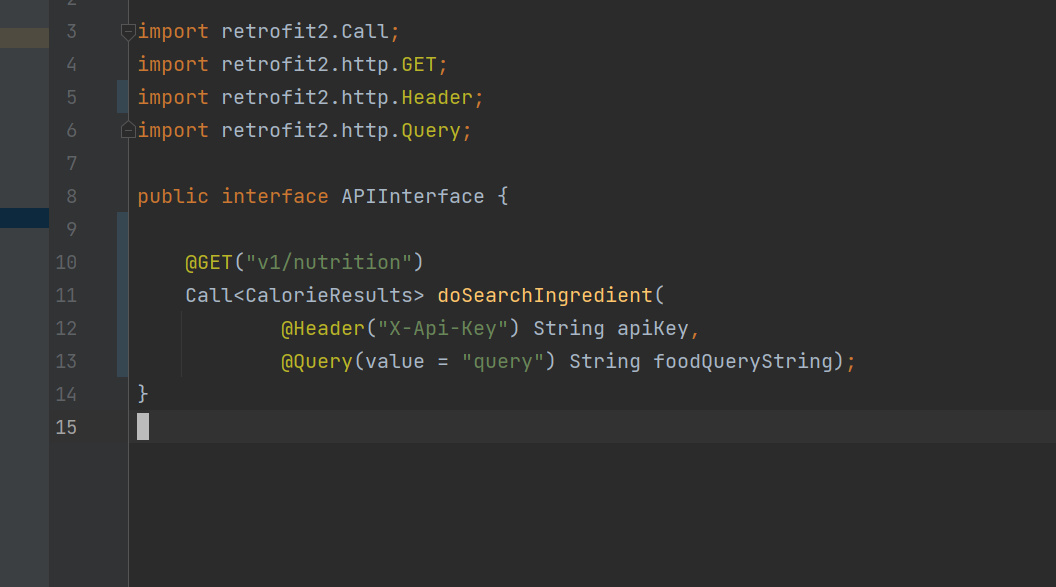 2
3 import retrofit2.Call;
4 import retrofit2.http.GET;
5 import retrofit2.http.Header;
6 import retrofit2.http.Query;
7
8 public interface APIInterface {
9
10 @GET("v1/nutrition")
11 Call<CalorieResults> doSearchIngredient(
12 @Header("X-Api-Key") String apiKey,
13 @Query(value = "query") String foodQueryString);
14 }
15